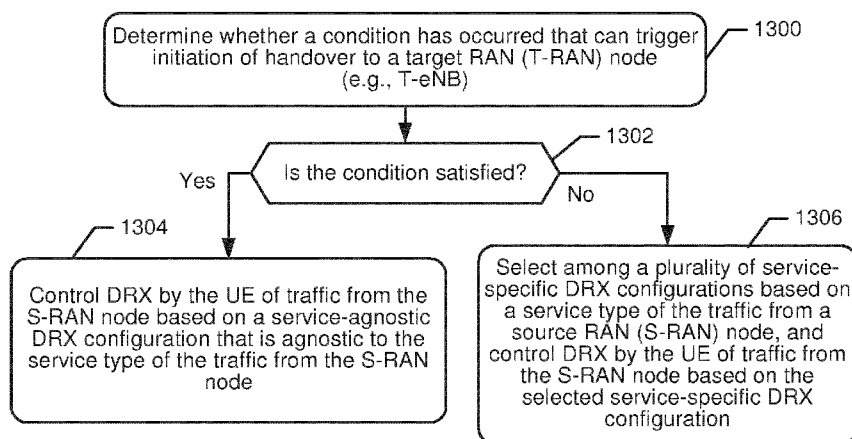 Determine whether a condition has occurred that can trigger
initiation of handover to a target RAN (T-RAN) node
(e.g., T-eNB)
1300
1302
Is the condition satisfied?
Yes
No
1304
Control DRX by the UE of traffic from the
S-RAN node based on a service-agnostic
DRX configuration that is agnostic to the
service type of the traffic from the S-RAN
node
1306
Select among a plurality of service-
specific DRX configurations based on
a service type of the traffic from a
source RAN (S-RAN) node, and
control DRX by the UE of traffic from
the S-RAN node based on the
selected service-specific DRX
configuration